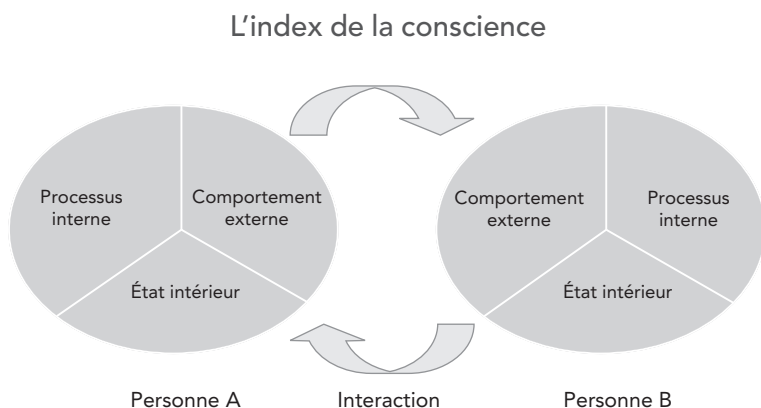 L’index de la conscience
Processus
interne
Comportement
externe
État intérieur
Comportement
externe
Processus
interne
État intérieur
Personne A
Interaction
Personne B